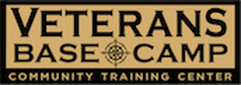 VETERANS
BASE CAMP
COMMUNITY TRAINING CENTER